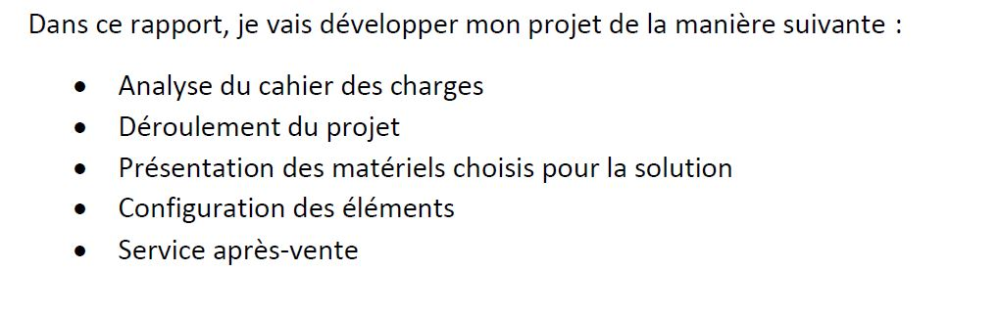 Dans ce rapport, je vais développer mon projet de la manière suivante :
• Analyse du cahier des charges
• Déroulement du projet
• Présentation des matériels choisis pour la solution
• Configuration des éléments
• Service après-vente